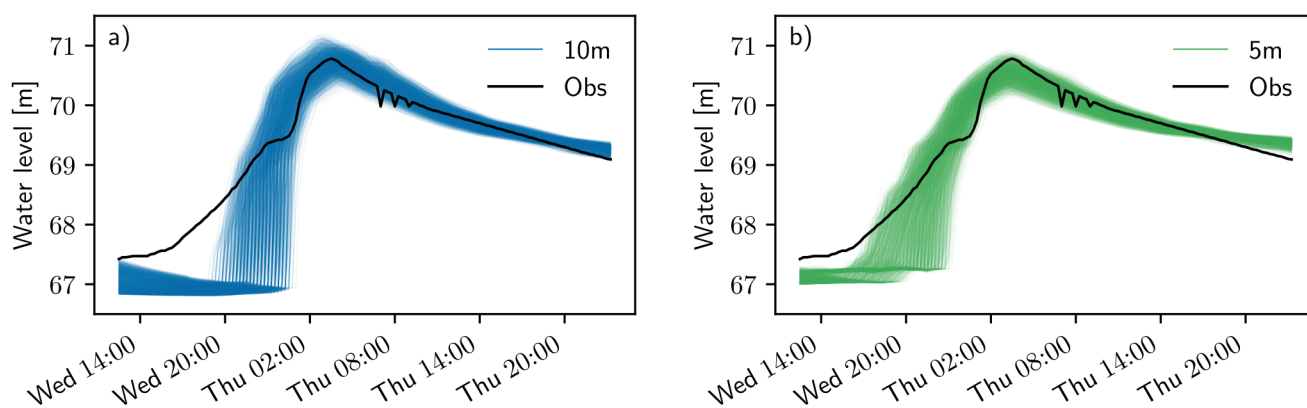 a)
10m
Obs
Water level [m]
71
70
69
68
67
Wed 14:00
Wed 20:00
Thu 02:00
Thu 08:00
Thu 14:00
Thu 20:00
b)
5m
Obs
Water level [m]
71
70
69
68
67
Wed 14:00
Wed 20:00
Thu 02:00
Thu 08:00
Thu 14:00
Thu 20:00